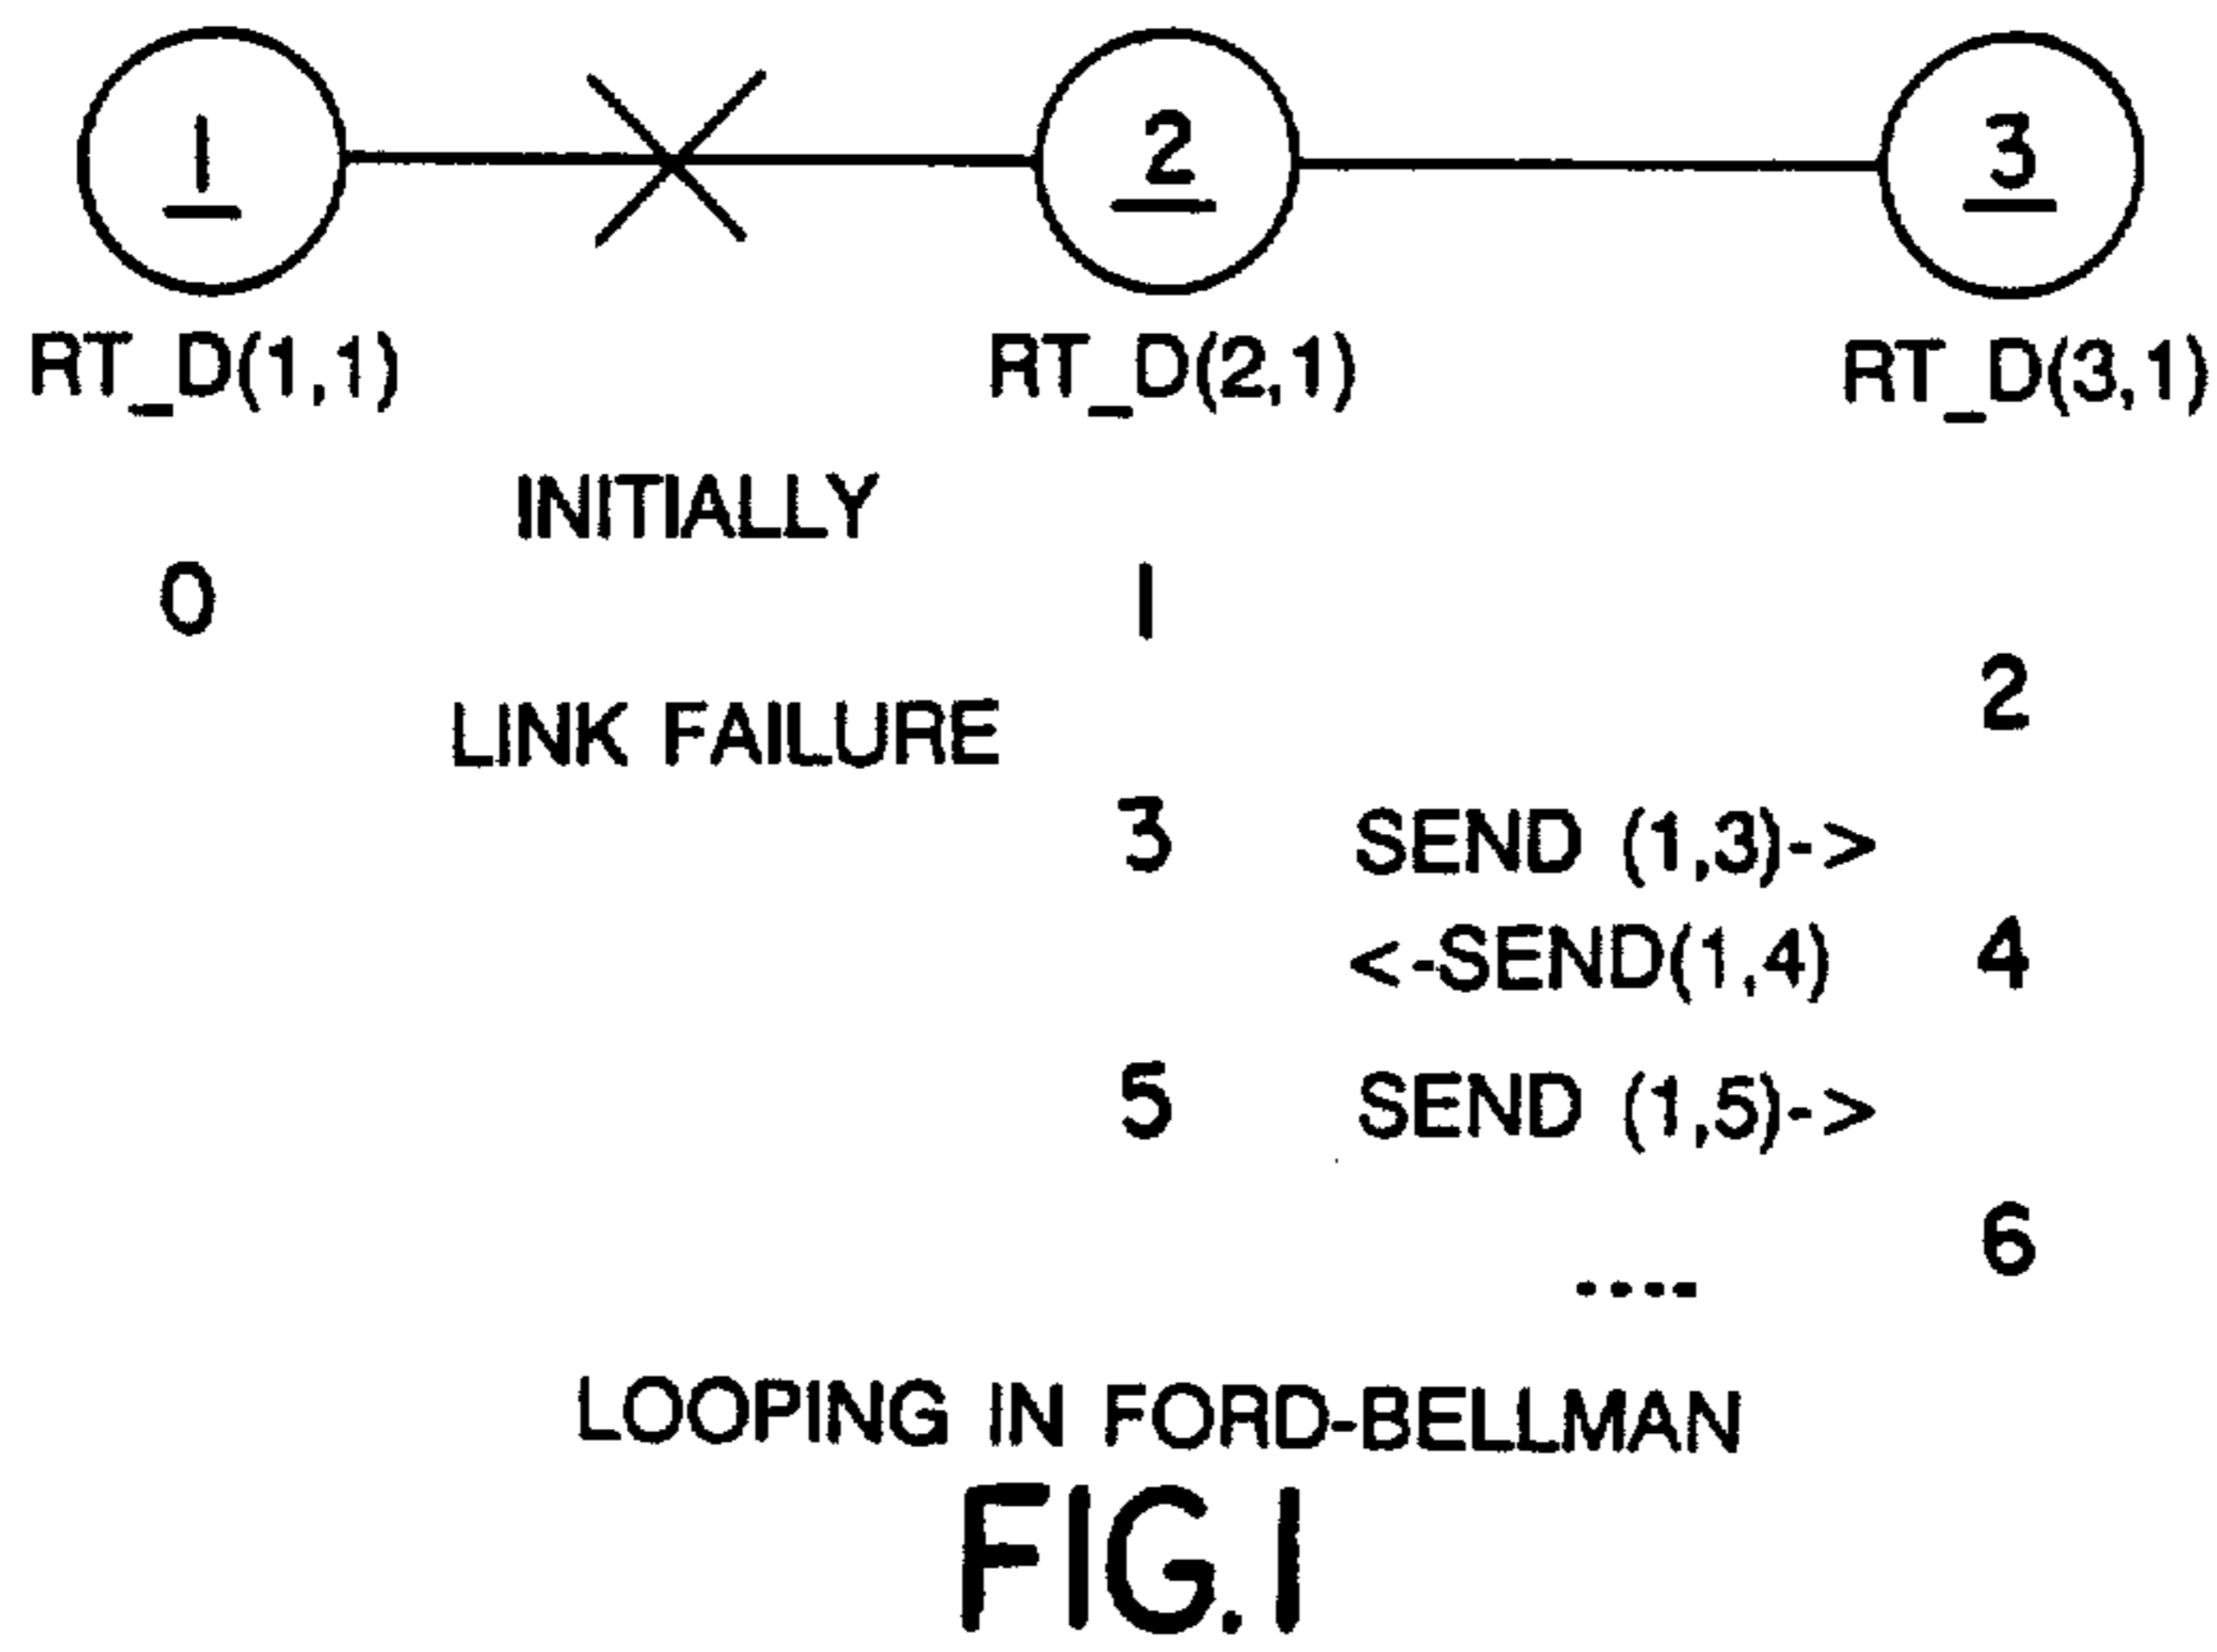 1 2 3
RT_D(1,1) RT_D(2,1) RT_D(3,1)
INITIALLY
0 1
2
LINK FAILURE
3 SEND (1,3)->
<-SEND(1,4) 4
5 SEND (1,5)->
6
....
LOOPING IN FORD-BELLMAN
FIG.1